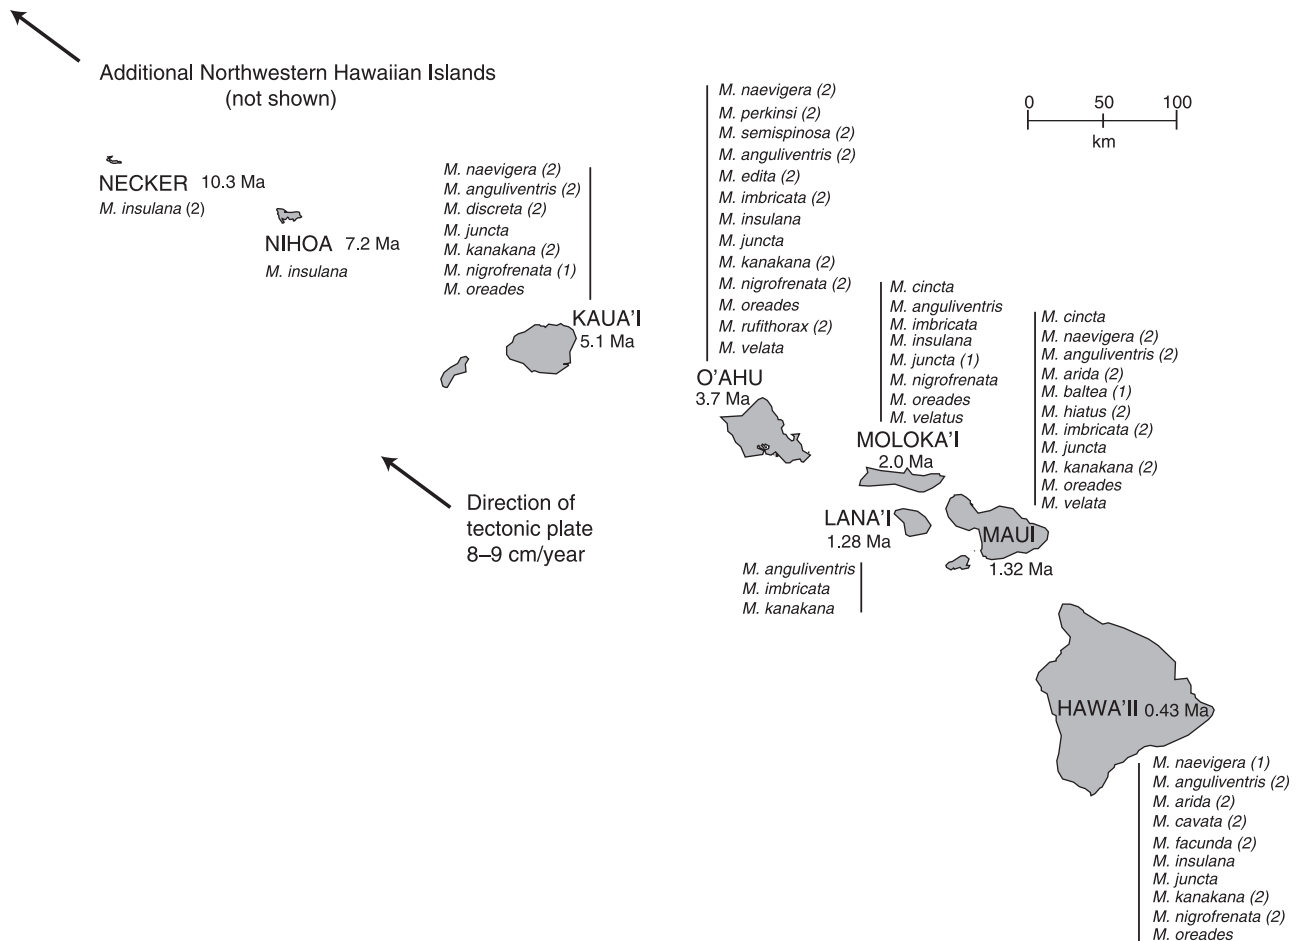 Additional Northwestern Hawaiian Islands
(not shown)
NECKER 10.3 Ma
M. insulana (2)
NIHOA 7.2 Ma
M. insulana
M. naevigera (2)
M. anguliventris (2)
M. discreta (2)
M. juncta
M. kanakana (2)
M. nigrofrenata (1)
M. oreades
KAUA'I
5.1 Ma
M. naevigera (2)
M. perkinsi (2)
M. semispinosa (2)
M. anguliventris (2)
M. edita (2)
M. imbricata (2)
M. insulana
M. juncta
M. kanakana (2)
M. nigrofrenata (2)
M. oreades
M. rufithorax (2)
M. velata
O'AHU
3.7 Ma
0 50 100
km
M. cincta
M. anguliventris
M. imbricata
M. insulana
M. juncta (1)
M. nigrofrenata
M. oreades
M. velatus
MOLOKA'I
2.0 Ma
M. cincta
M. naevigera (2)
M. anguliventris (2)
M. arida (2)
M. baltea (1)
M. hiatus (2)
M. imbricata (2)
M. juncta
M. kanakana (2)
M. oreades
M. velata
MAUI
1.32 Ma
LANA'I
1.28 Ma
M. anguliventris
M. imbricata
M. kanakana
Direction of
tectonic plate
8–9 cm/year
HAWA'II 0.43 Ma
M. naevigera (1)
M. anguliventris (2)
M. arida (2)
M. cavata (2)
M. facunda (2)
M. insulana
M. juncta
M. kanakana (2)
M. nigrofrenata (2)
M. oreades